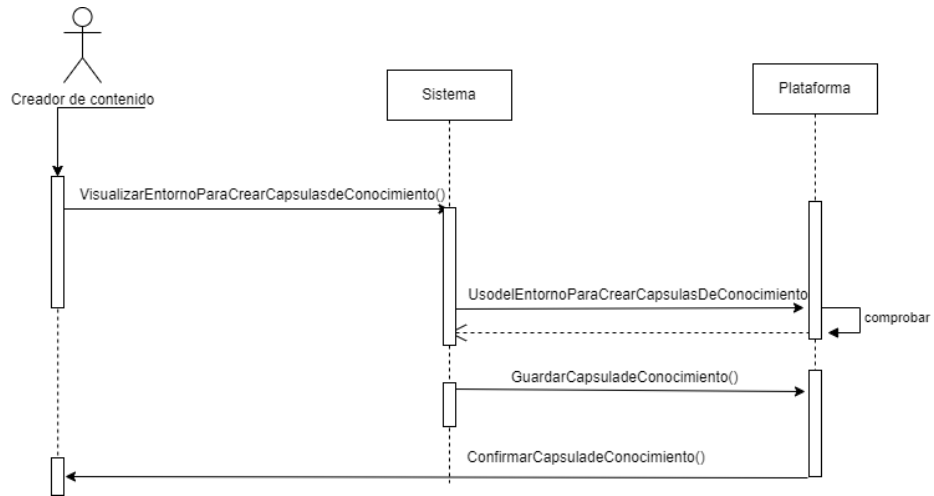 Creador de contenido
Sistema
Plataforma
VisualizarEntornoParaCrearCapsulasdeConocimiento()
UsodelEntornoParaCrearCapsulasDeConocimiento
comprobar
GuardarCapsuladeConocimiento()
ConfirmarCapsuladeConocimiento()